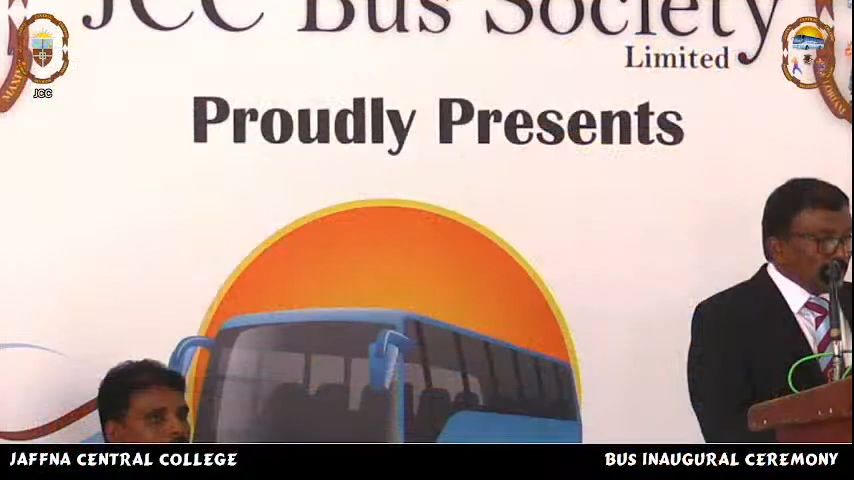 JCC Bus Society
Limited
Proudly Presents
JCC
JAFFNA CENTRAL COLLEGE
BUS INAUGURAL CEREMONY